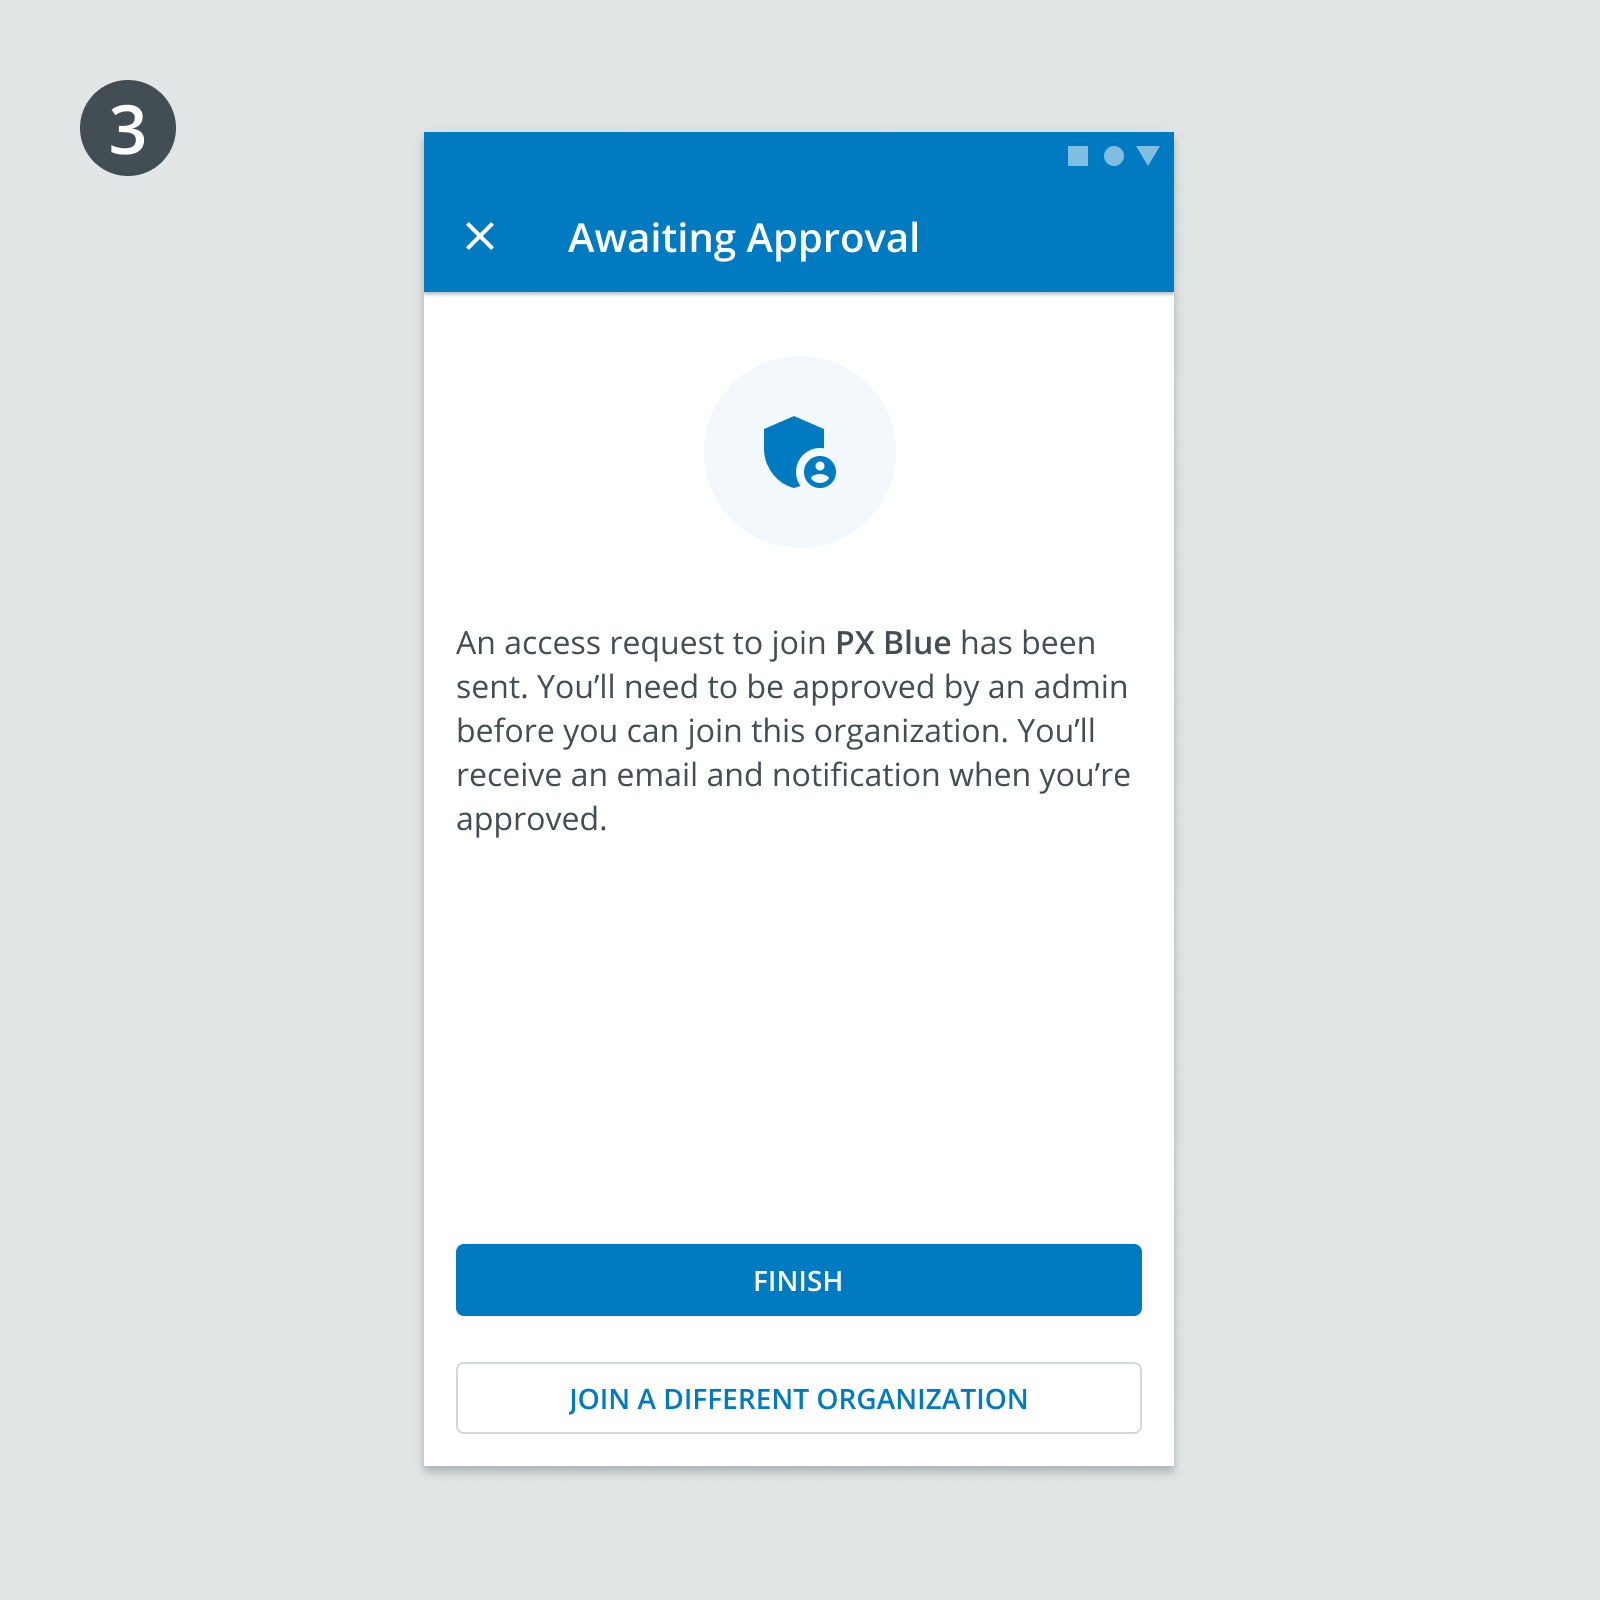 3
Awaiting Approval
An access request to join PX Blue has been
sent. You’ll need to be approved by an admin
before you can join this organization. You’ll
receive an email and notification when you’re
approved.
FINISH
JOIN A DIFFERENT ORGANIZATION